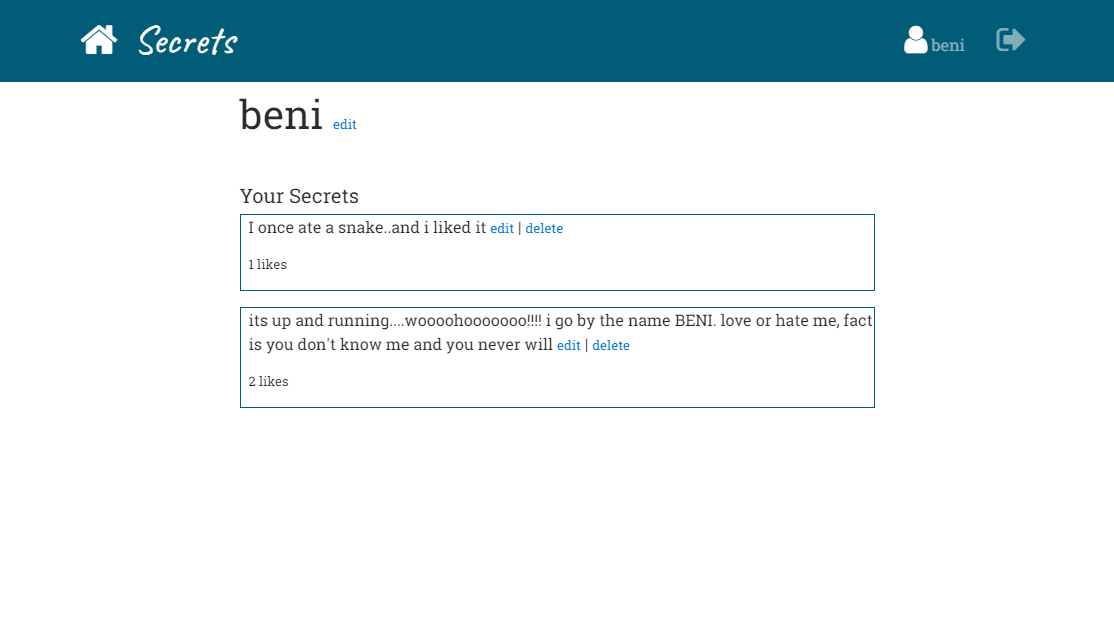 Secrets
beni
beni edit
Your Secrets
I once ate a snake..and i liked it edit | delete
1 likes
its up and running....woooohooooooo!!!! i go by the name BENI. love or hate me, fact
is you don't know me and you never will edit | delete
2 likes